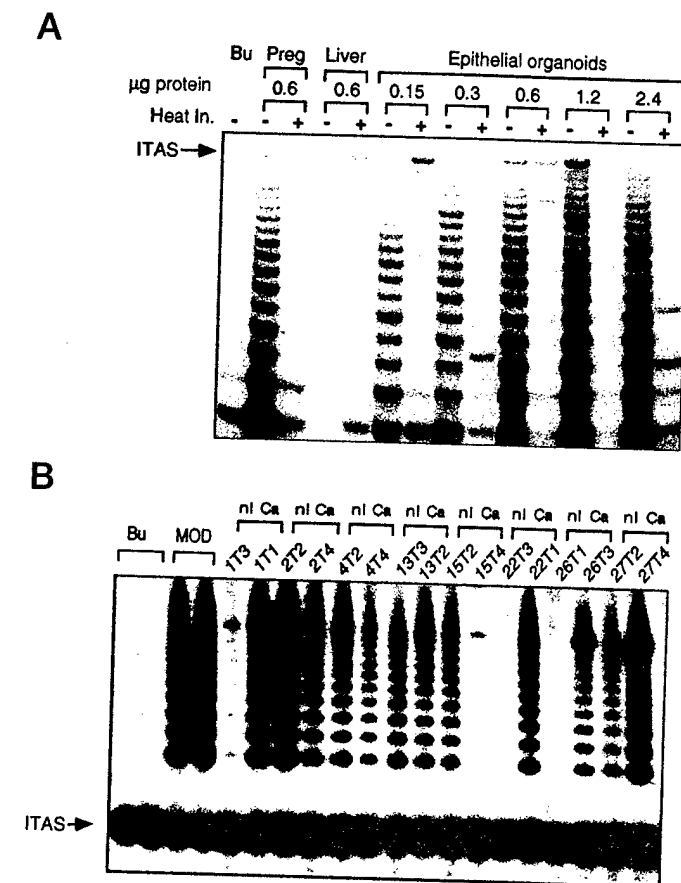 A
Bu Preg Liver Epithelial organoids
µg protein 0.6 0.6 0.15 0.3 0.6 1.2 2.4
Heat In. - - + - + - + - + - + - + - +
ITAS
B
nl Ca nl Ca nl Ca nl Ca nl Ca nl Ca nl Ca nl Ca
Bu MOD 1T3 1T1 2T2 2T4 4T2 4T4 13T3 13T2 15T2 15T4 22T3 22T1 26T1 26T3 27T2 27T4
ITAS